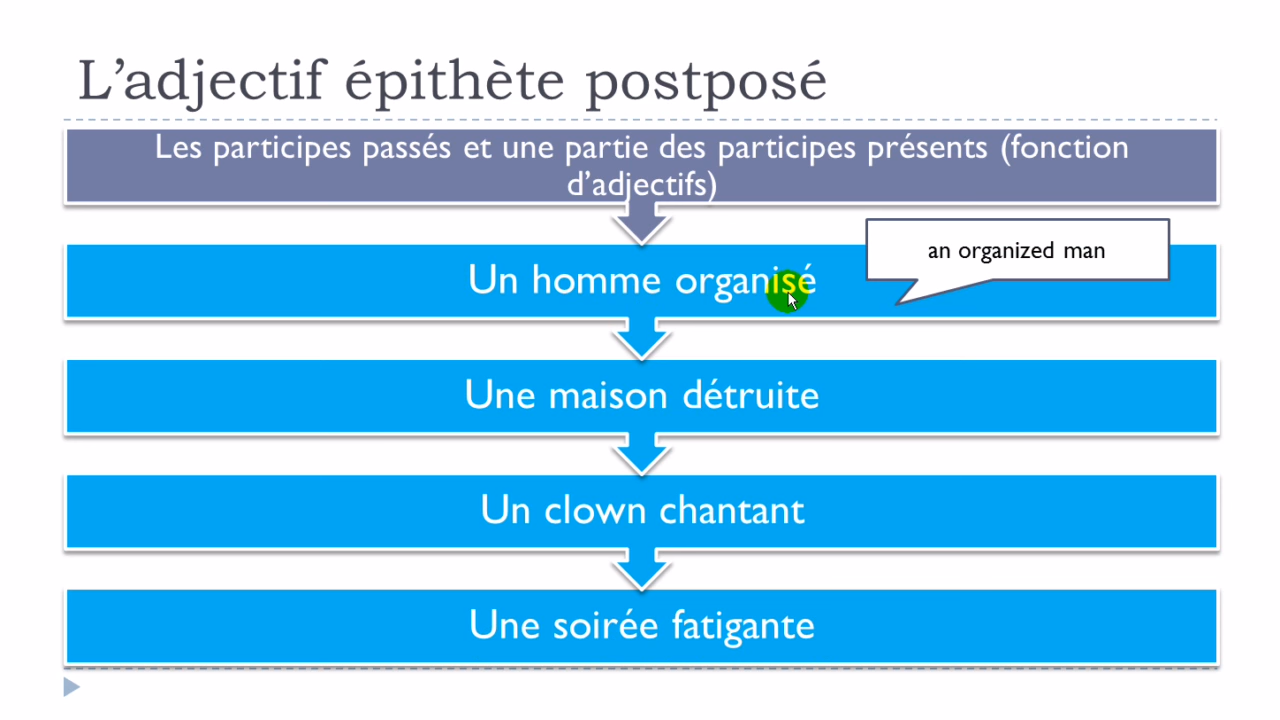 L’adjectif épithète postposé
Les participes passés et une partie des participes présents (fonction
d’adjectifs)
an organized man
Un homme organisé
Une maison détruite
Un clown chantant
Une soirée fatigante